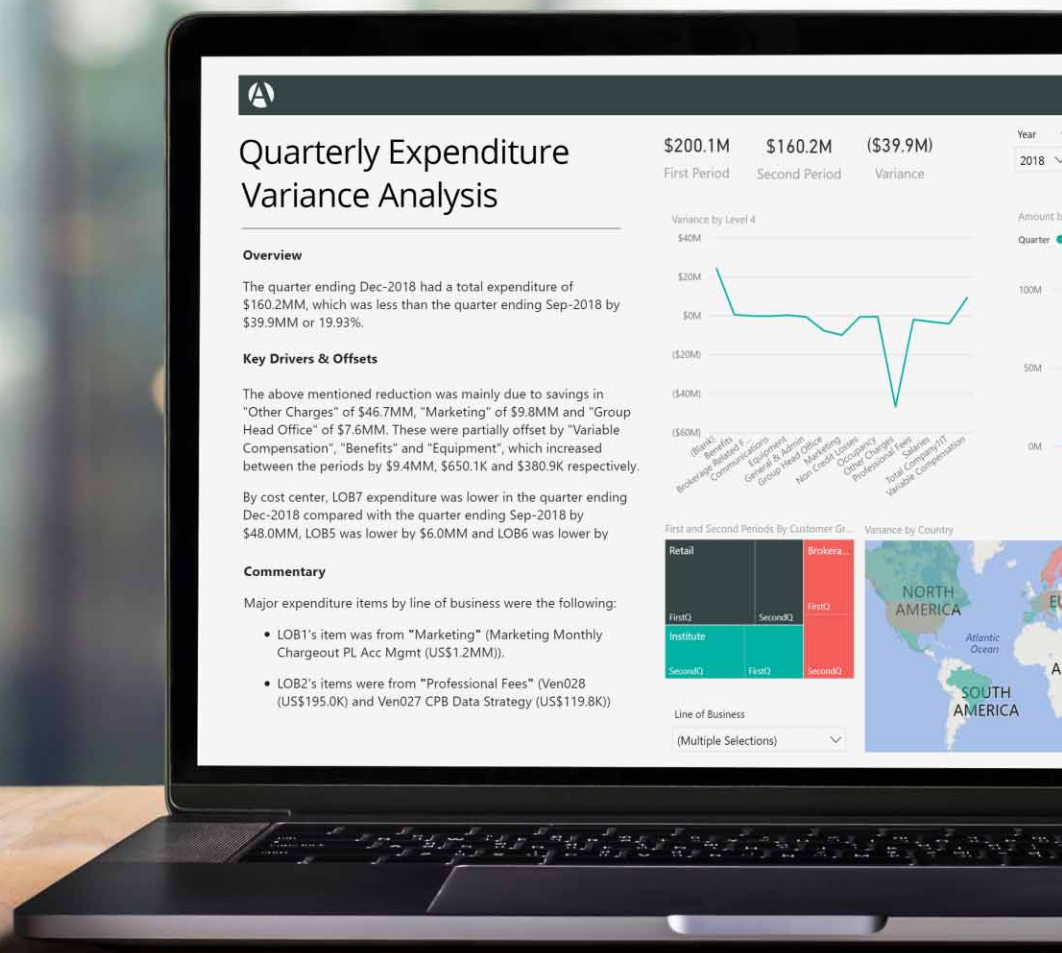 Quarterly Expenditure
Variance Analysis
Overview
The quarter ending Dec-2018 had a total expenditure of
$160.2MM, which was less than the quarter ending Sep-2018 by
$39.9MM or 19.93%.
Key Drivers & Offsets
The above mentioned reduction was mainly due to savings in
"Other Charges" of $46.7MM, "Marketing" of $9.8MM and "Group
Head Office" of $7.6MM. These were partially offset by "Variable
Compensation", "Benefits" and "Equipment", which increased
between the periods by $9.4MM, $650.1K and $380.9K respectively.
By cost center, LOB7 expenditure was lower in the quarter ending
Dec-2018 compared with the quarter ending Sep-2018 by
$48.0MM, LOB5 was lower by $6.0MM and LOB6 was lower by
Commentary
Major expenditure items by line of business were the following:
• LOB1's item was from "Marketing" (Marketing Monthly
Chargeout PL Acc Mgmt (US$1.2MM)).
• LOB2's items were from "Professional Fees" (Ven028
(US$195.0K) and Ven027 CPB Data Strategy (US$119.8K))
$200.1M $160.2M ($39.9M)
First Period Second Period Variance
Variance by Level 4
$40M
$20M
$0M
($20M)
($40M)
($60M)
(Blank)
Benefits
Brokerage Related F...
Communications
Equipment
General & Admin
Group Head Office
Marketing
Non Credit Losses
Occupancy
Other Charges
Professional Fees
Salaries
Total Company1IT
Variable Compensation
Year
2018
Amount b
Quarter
100M
50M
0M
First and Second Periods By Customer Gr...
Retail
FirstQ
SecondQ
Brokera...
FirstQ
SecondQ
Institute
SecondQ
FirstQ
Line of Business
(Multiple Selections)
Variance by Country
NORTH
AMERICA
Atlantic
Ocean
SOUTH
AMERICA
EU
A